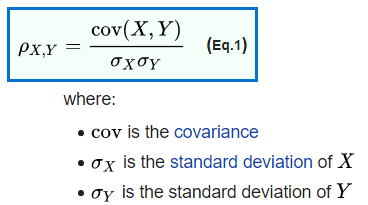 ρX,Y = cov(X, Y) / σXσY (Eq.1)
where:
• cov is the covariance
• σX is the standard deviation of X
• σY is the standard deviation of Y